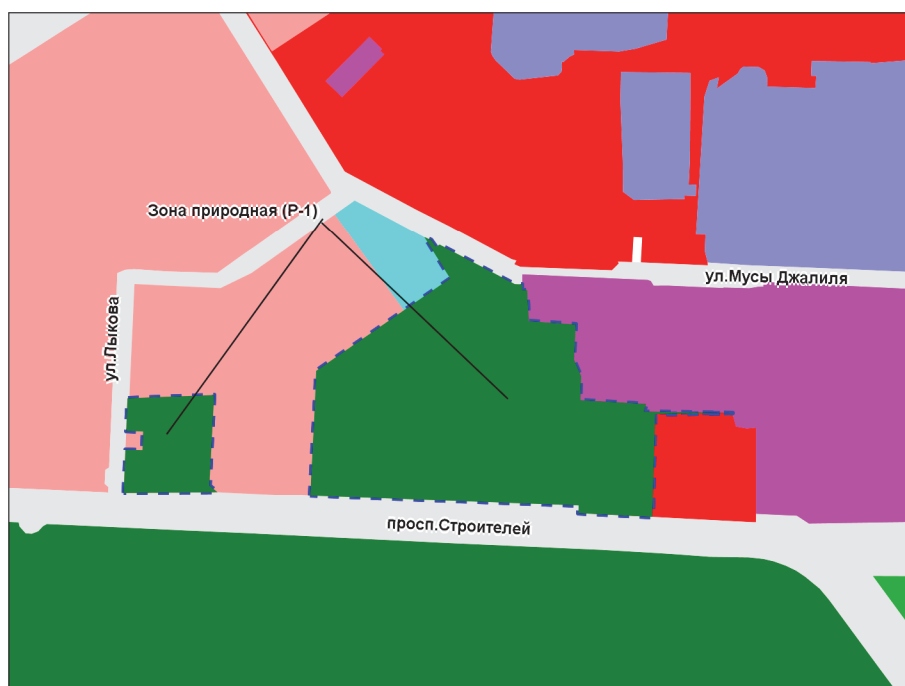 Зона природная (Р-1)
ул.Мусы Джалиля
ул.Лыкова
просп.Строителей